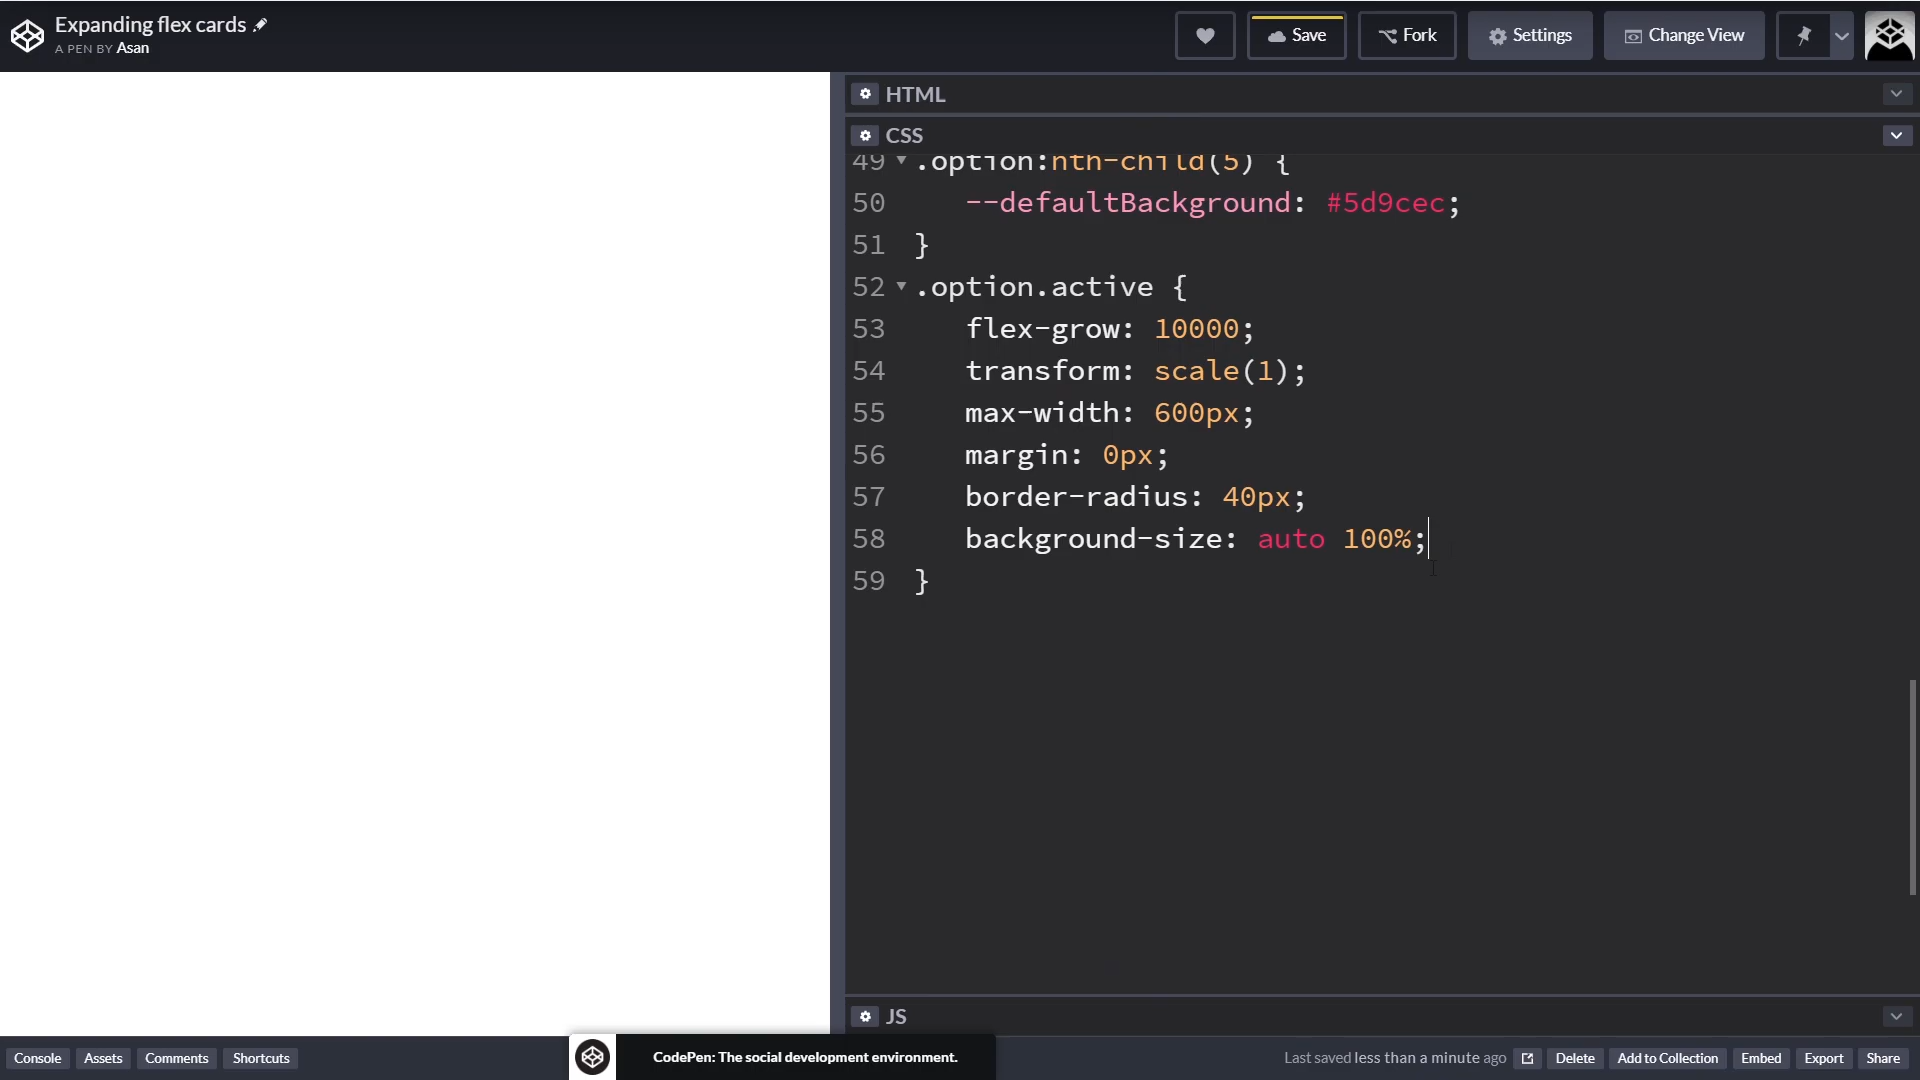 Expanding flex cards
A PEN BY Asan
Save
Fork
Settings
Change View
HTML
CSS
49 .option:nth-child(5) {
50 --defaultBackground: #5d9cec;
51 }
52 .option.active {
53 flex-grow: 10000;
54 transform: scale(1);
55 max-width: 600px;
56 margin: 0px;
57 border-radius: 40px;
58 background-size: auto 100%;
59 }
JS
Console
Assets
Comments
Shortcuts
CodePen: The social development environment.
Last saved less than a minute ago
Delete
Add to Collection
Embed
Export
Share